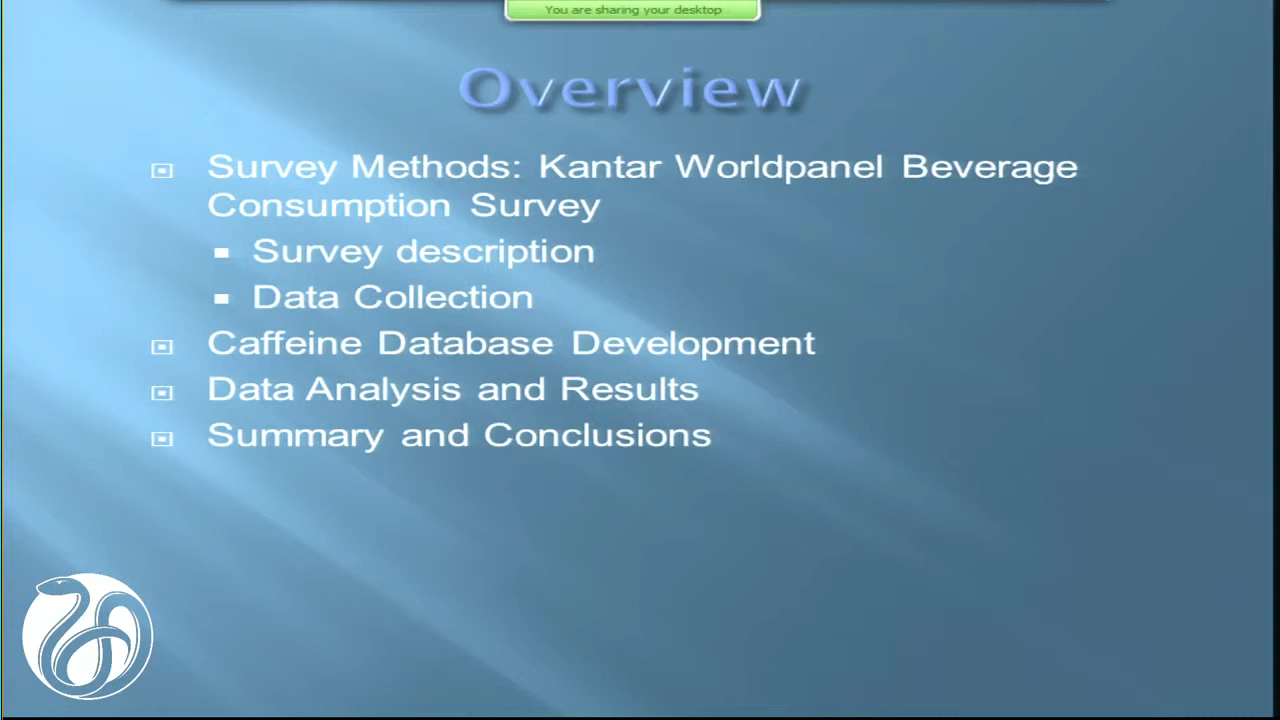 You are sharing your desktop
Overview
Survey Methods: Kantar Worldpanel Beverage
Consumption Survey
Survey description
Data Collection
Caffeine Database Development
Data Analysis and Results
Summary and Conclusions